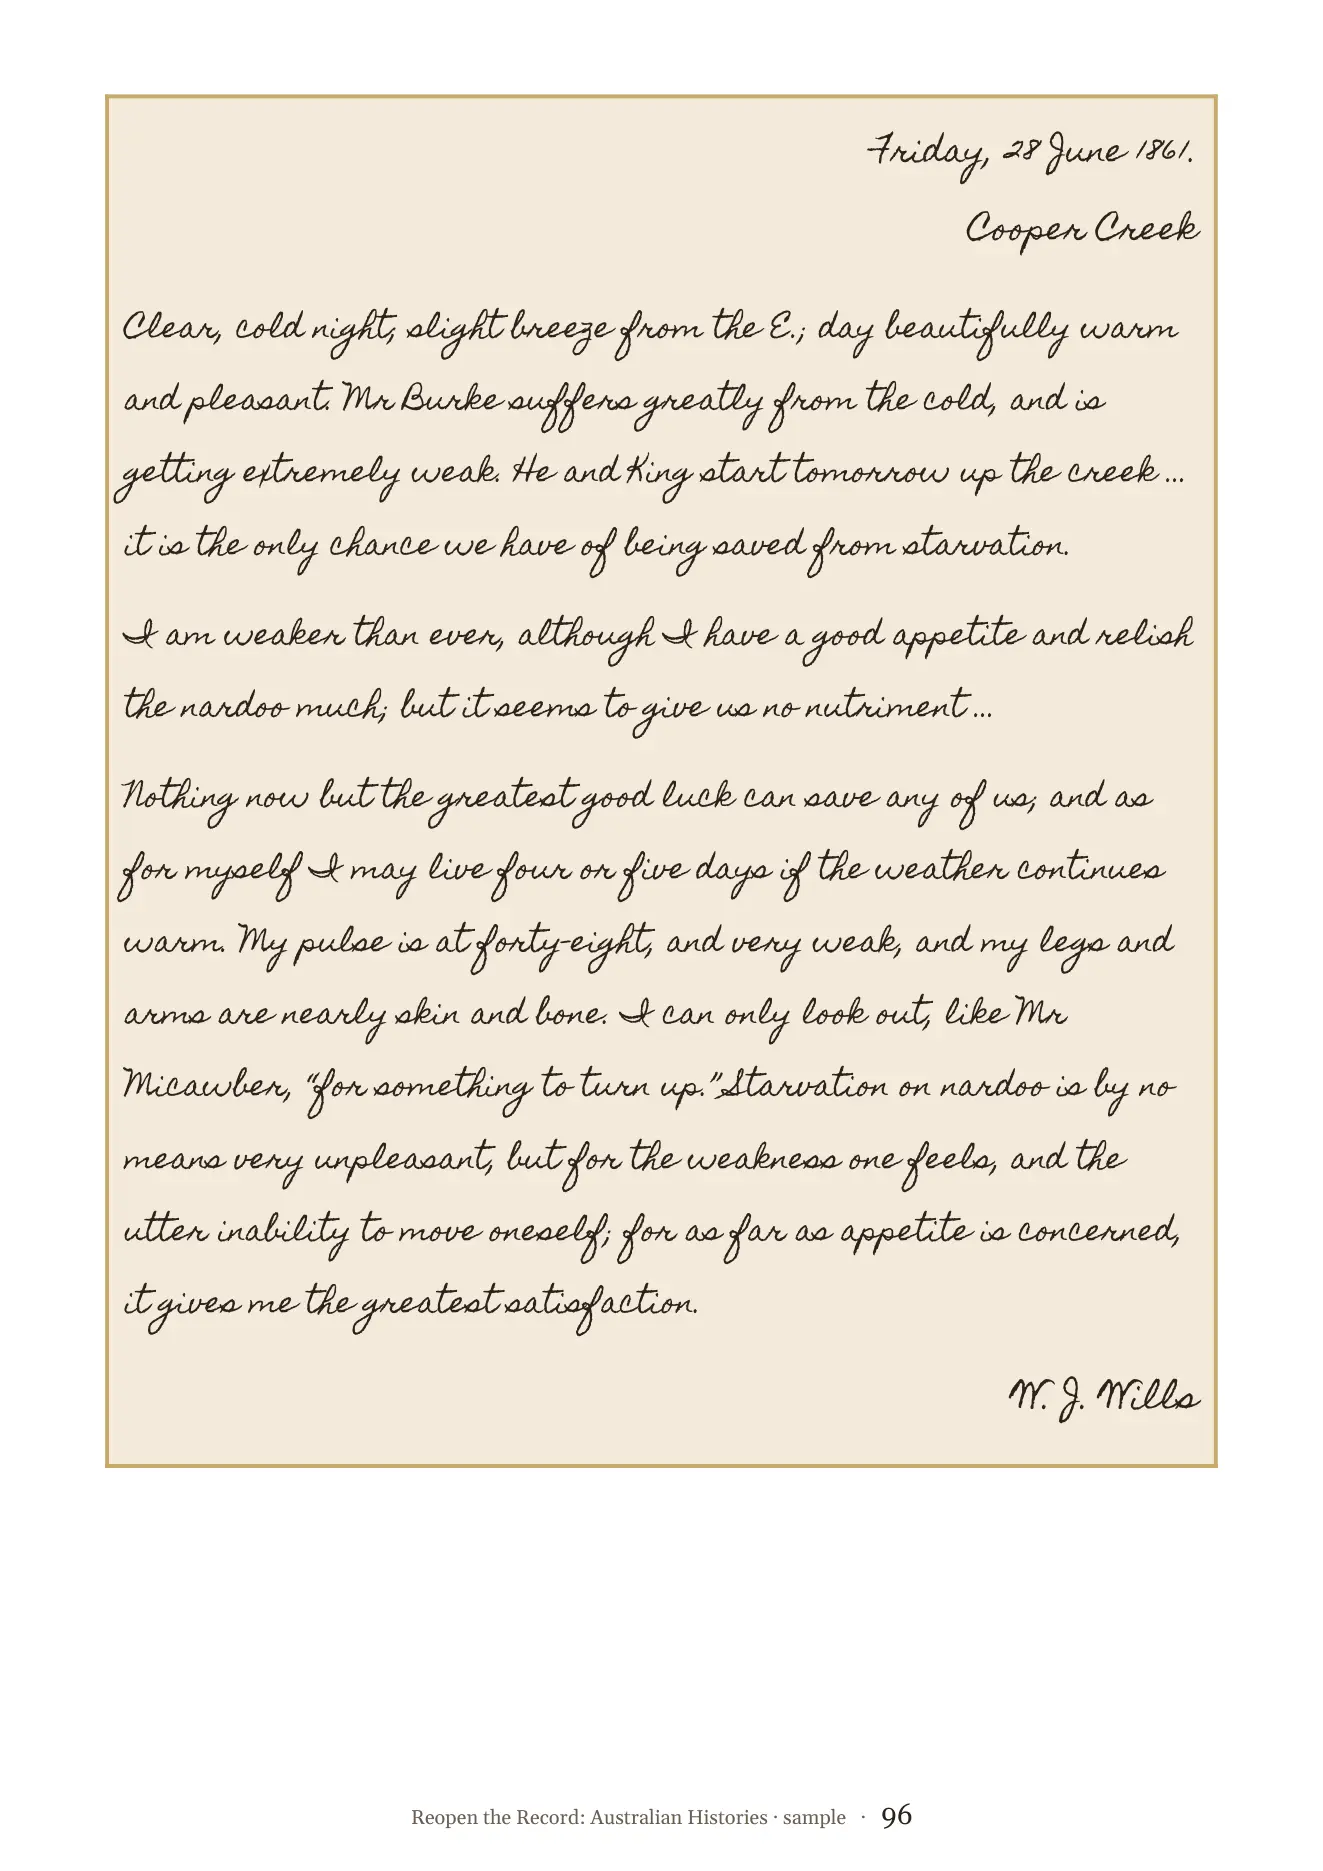 Friday, 28 June 1861.
Cooper Creek
Clear, cold night, slight breeze from the E.; day beautifully warm
and pleasant. Mr Burke suffers greatly from the cold, and is
getting extremely weak. He and King start tomorrow up the creek ...
it is the only chance we have of being saved from starvation.
I am weaker than ever, although I have a good appetite and relish
the nardoo much; but it seems to give us no nutriment ...
Nothing now but the greatest good luck can save any of us; and as
for myself I may live four or five days if the weather continues
warm. My pulse is at forty-eight, and very weak, and my legs and
arms are nearly skin and bone. I can only look out, like Mr
Micawber, “for something to turn up.” Starvation on nardoo is by no
means very unpleasant, but for the weakness one feels, and the
utter inability to move oneself; for as far as appetite is concerned,
it gives me the greatest satisfaction.
W. J. Wills
Reopen the Record: Australian Histories · sample · 96